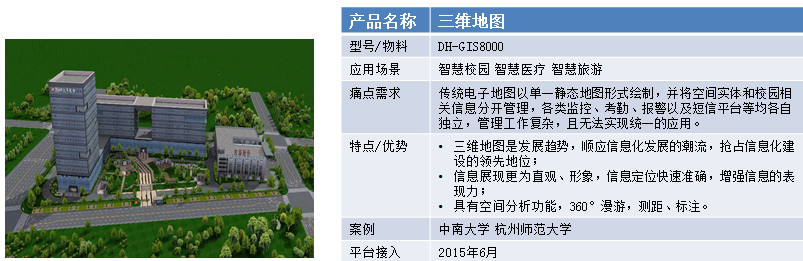 产品名称 三维地图
型号/物料 DH-GIS8000
应用场景 智慧校园 智慧医疗 智慧旅游
痛点需求 传统电子地图以单一静态地图形式绘制，并将空间实体和校园相
关信息分开管理，各类监控、考勤、报警以及短信平台等均各自
独立，管理工作复杂，且无法实现统一的应用。
特点/优势 • 三维地图是发展趋势，顺应信息化发展的潮流，抢占信息化建
设的领先地位；
• 信息展现更为直观、形象，信息定位快速准确，增强信息的表
现力；
• 具有空间分析功能，360°漫游，测距、标注。
案例 中南大学 杭州师范大学
平台接入 2015年6月